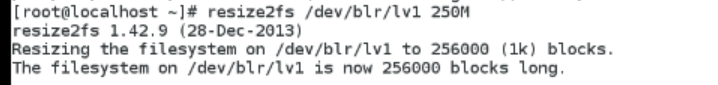 [root@localhost ~]# resize2fs /dev/blr/lv1 250M
resize2fs 1.42.9 (28-Dec-2013)
Resizing the filesystem on /dev/blr/lv1 to 256000 (1k) blocks.
The filesystem on /dev/blr/lv1 is now 256000 blocks long.